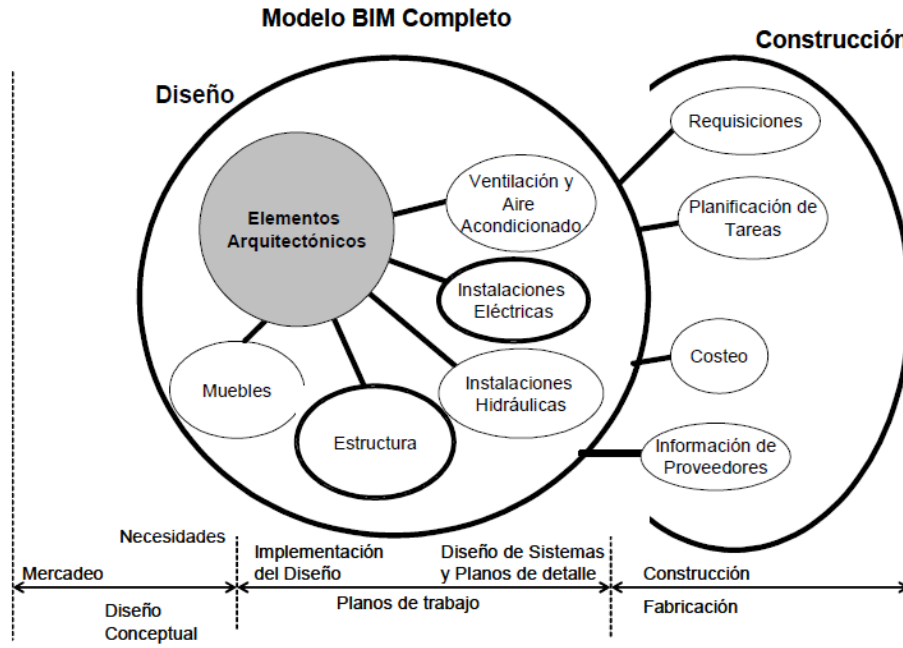 Modelo BIM Completo
Construcción
Diseño
Requisiciones
Ventilación y
Aire
Acondicionado
Elementos
Arquitectónicos
Planificación de
Tareas
Instalaciones
Eléctricas
Costeo
Muebles
Instalaciones
Hidráulicas
Estructura
Información de
Proveedores
Necesidades
Implementación
del Diseño
Diseño de Sistemas
y Planos de detalle
Mercadeo
Construcción
Planos de trabajo
Diseño
Conceptual
Fabricación